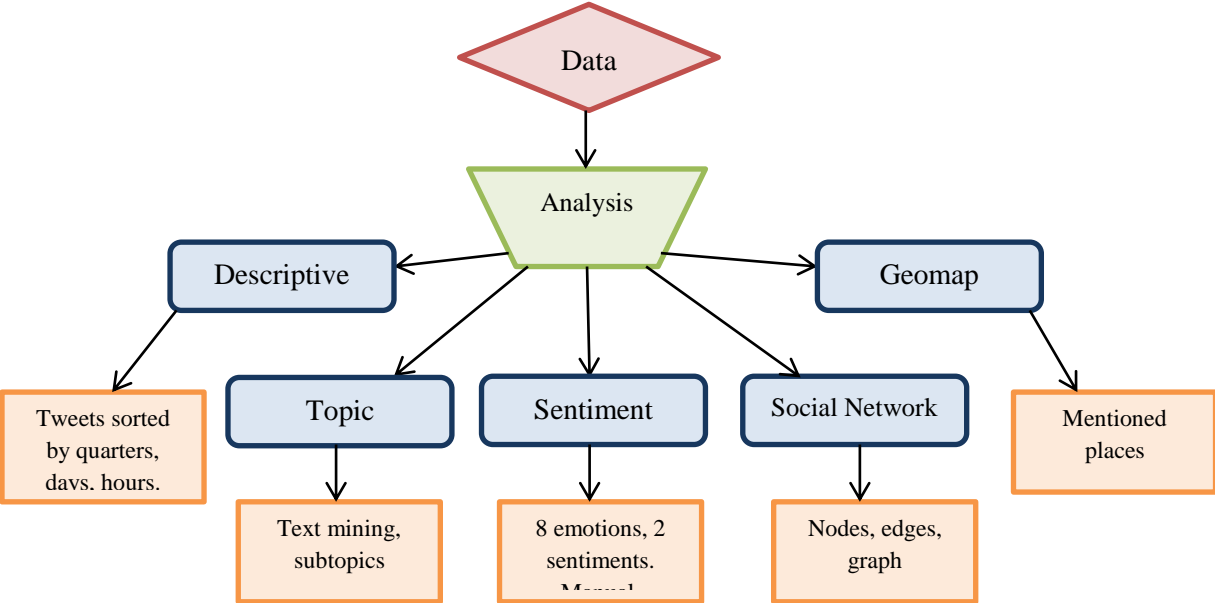 Data
Analysis
Descriptive
Geomap
Topic
Sentiment
Social Network
Tweets sorted
by quarters,
days, hours.
Mentioned
places
Text mining,
subtopics
8 emotions, 2
sentiments.
Nodes, edges,
graph